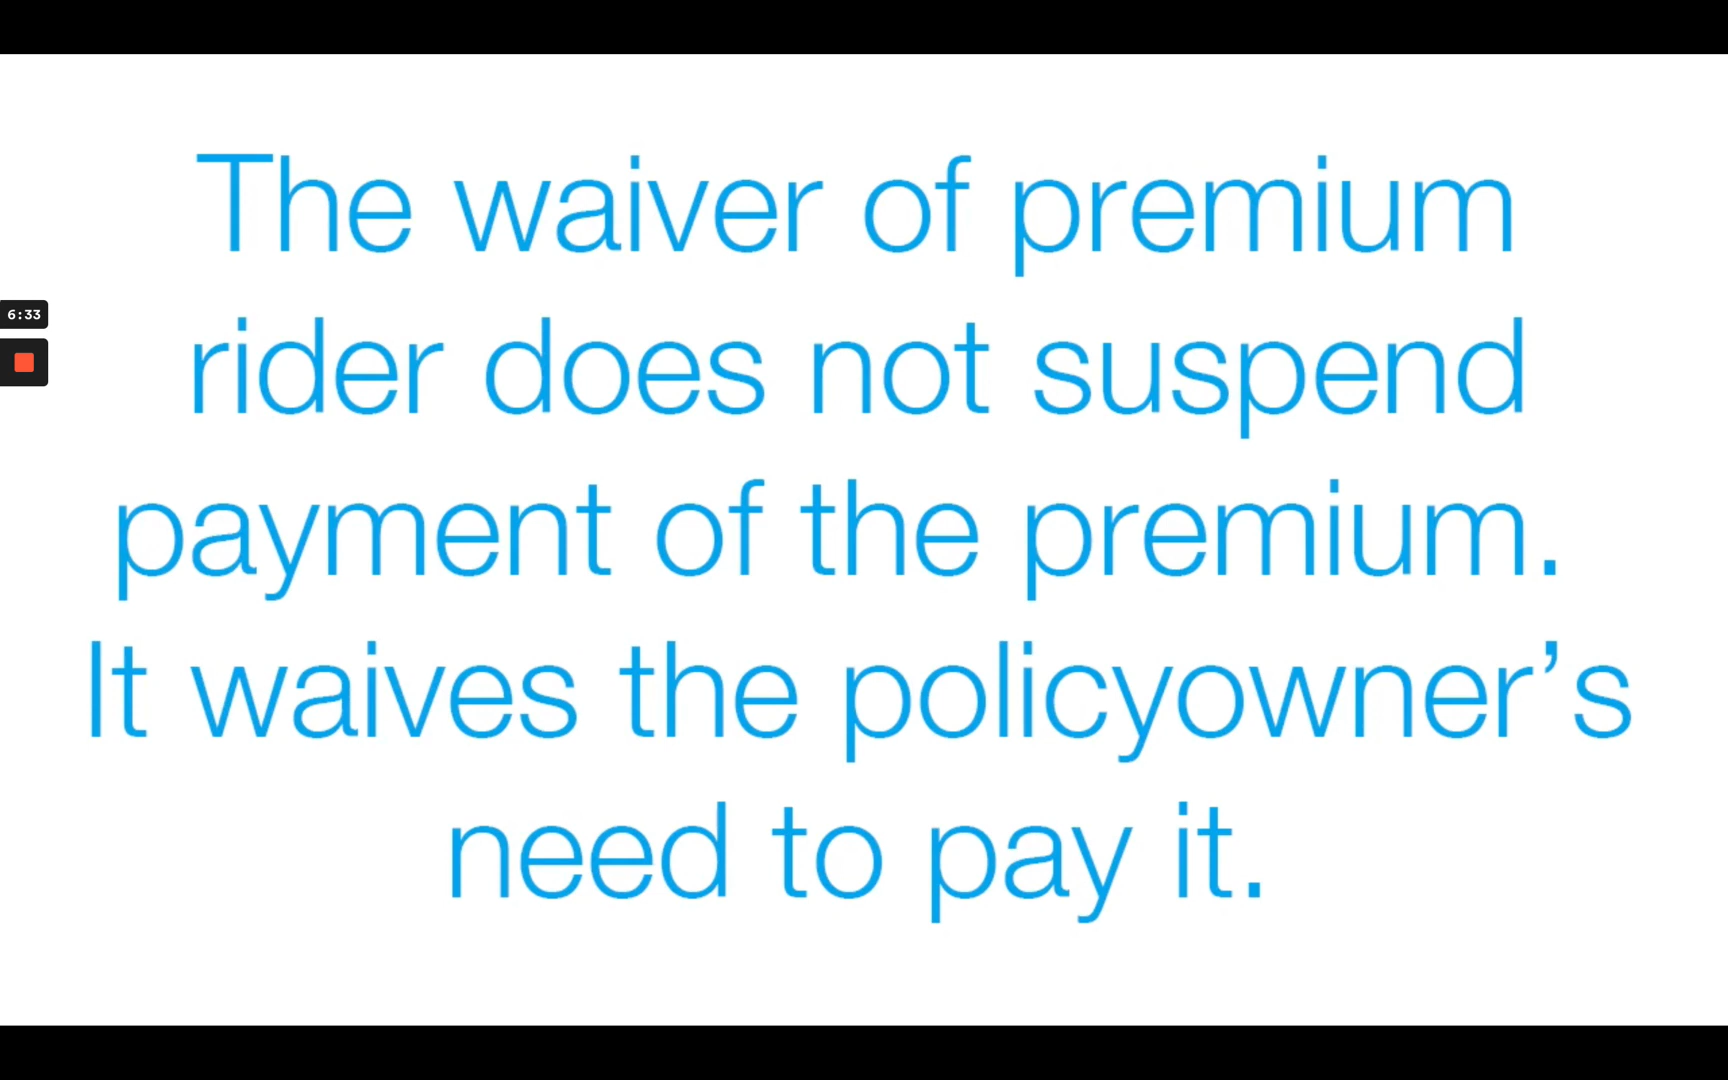 The waiver of premium
rider does not suspend
payment of the premium.
It waives the policyowner’s
need to pay it.
6:33